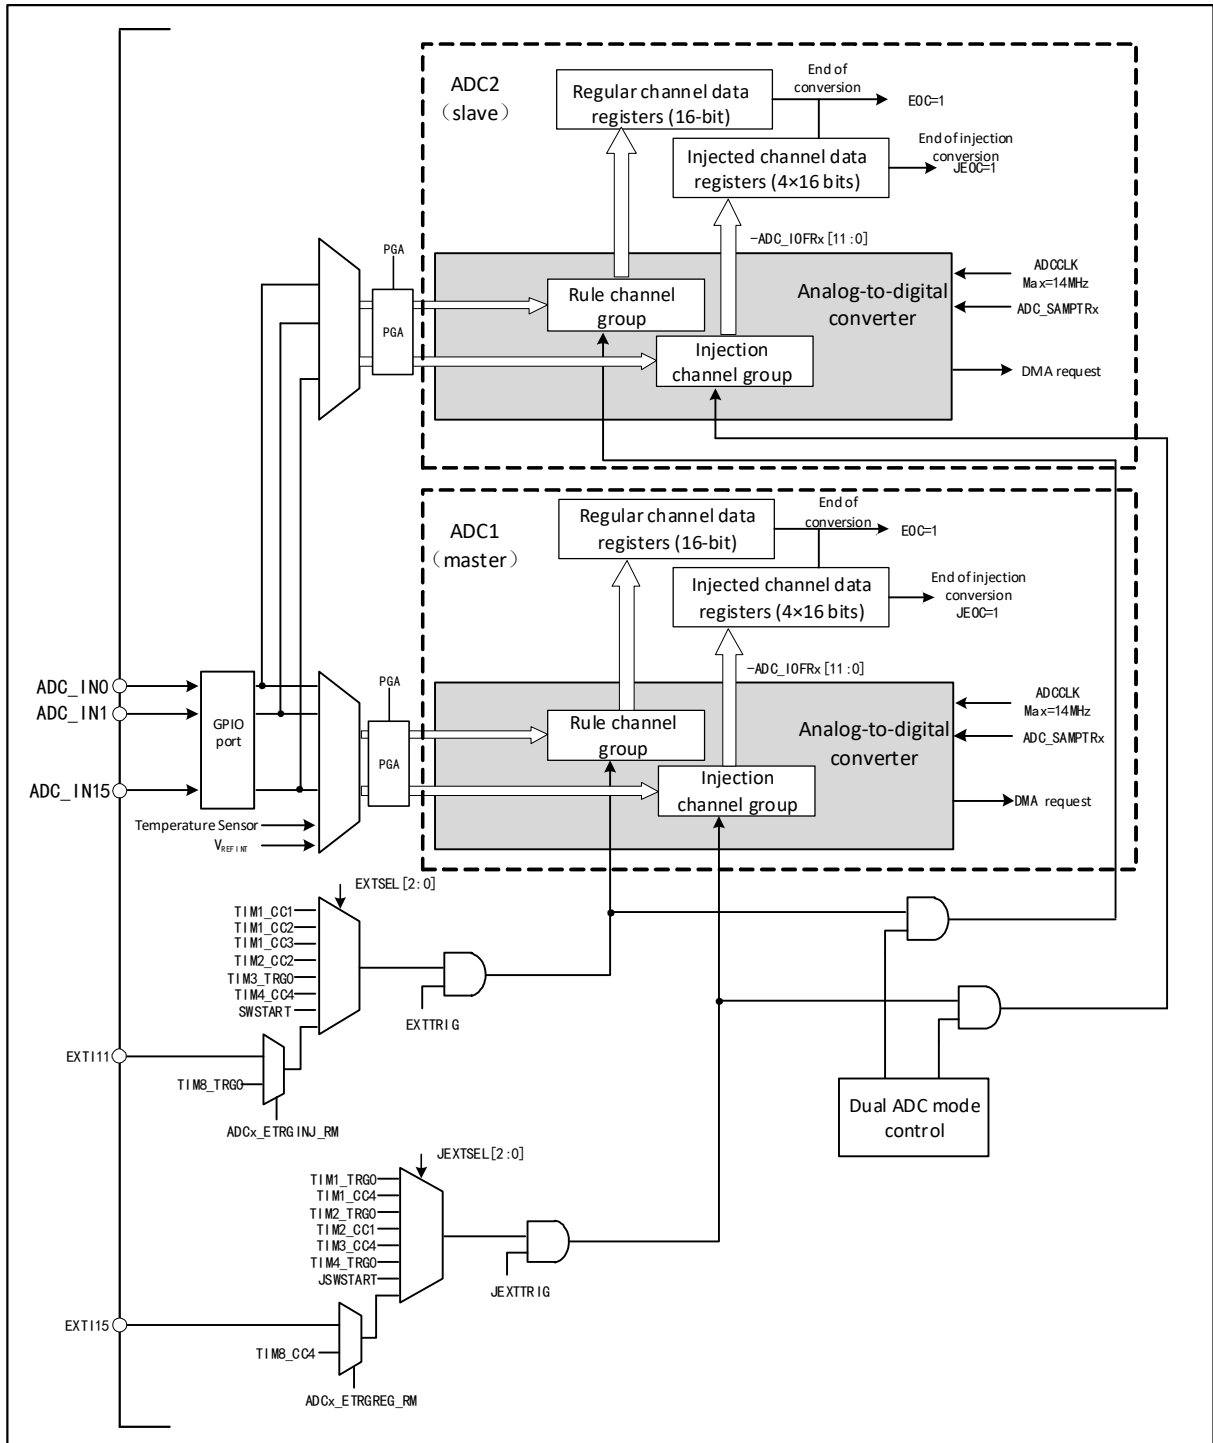 ADC2
（slave）
Regular channel data
registers (16-bit)
End of
conversion
EOC=1
Injected channel data
registers (4×16 bits)
End of injection
conversion
JEOC=1
-ADC_IOFRx[11:0]
PGA
PGA
Rule channel
group
Injection
channel group
Analog-to-digital
converter
ADCCLK
Max=14MHz
ADC_SAMPTRx
DMA request
ADC1
（master）
Regular channel data
registers (16-bit)
End of
conversion
EOC=1
Injected channel data
registers (4×16 bits)
End of injection
conversion
JEOC=1
-ADC_IOFRx[11:0]
ADC_IN0
ADC_IN1
ADC_IN15
GPIO
port
Temperature Sensor
VREFINT
PGA
PGA
Rule channel
group
Injection
channel group
Analog-to-digital
converter
ADCCLK
Max=14MHz
ADC_SAMPTRx
DMA request
EXTSEL[2:0]
TIM1_CC1
TIM1_CC2
TIM1_CC3
TIM2_CC2
TIM3_TRGO
TIM4_CC4
SWSTART
EXTTRIG
EXTI11
TIM8_TRGO
ADCx_ETRGINJ_RM
Dual ADC mode
control
JEXTSEL[2:0]
TIM1_TRGO
TIM1_CC4
TIM2_TRGO
TIM2_CC1
TIM3_CC4
TIM4_TRGO
JSWSTART
JEXTTRIG
EXTI15
TIM8_CC4
ADCx_ETRGREG_RM